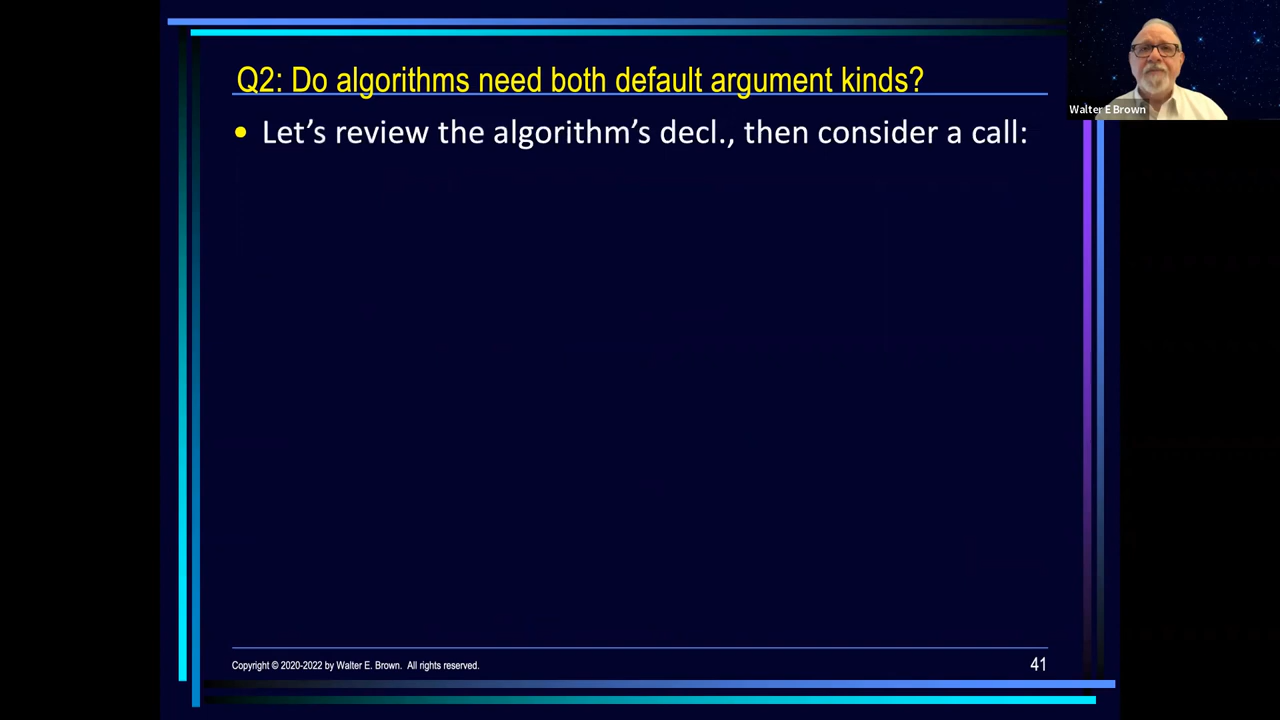 Q2: Do algorithms need both default argument kinds?
Walter E Brown
• Let’s review the algorithm’s decl., then consider a call:
Copyright © 2020-2022 by Walter E. Brown. All rights reserved.
41